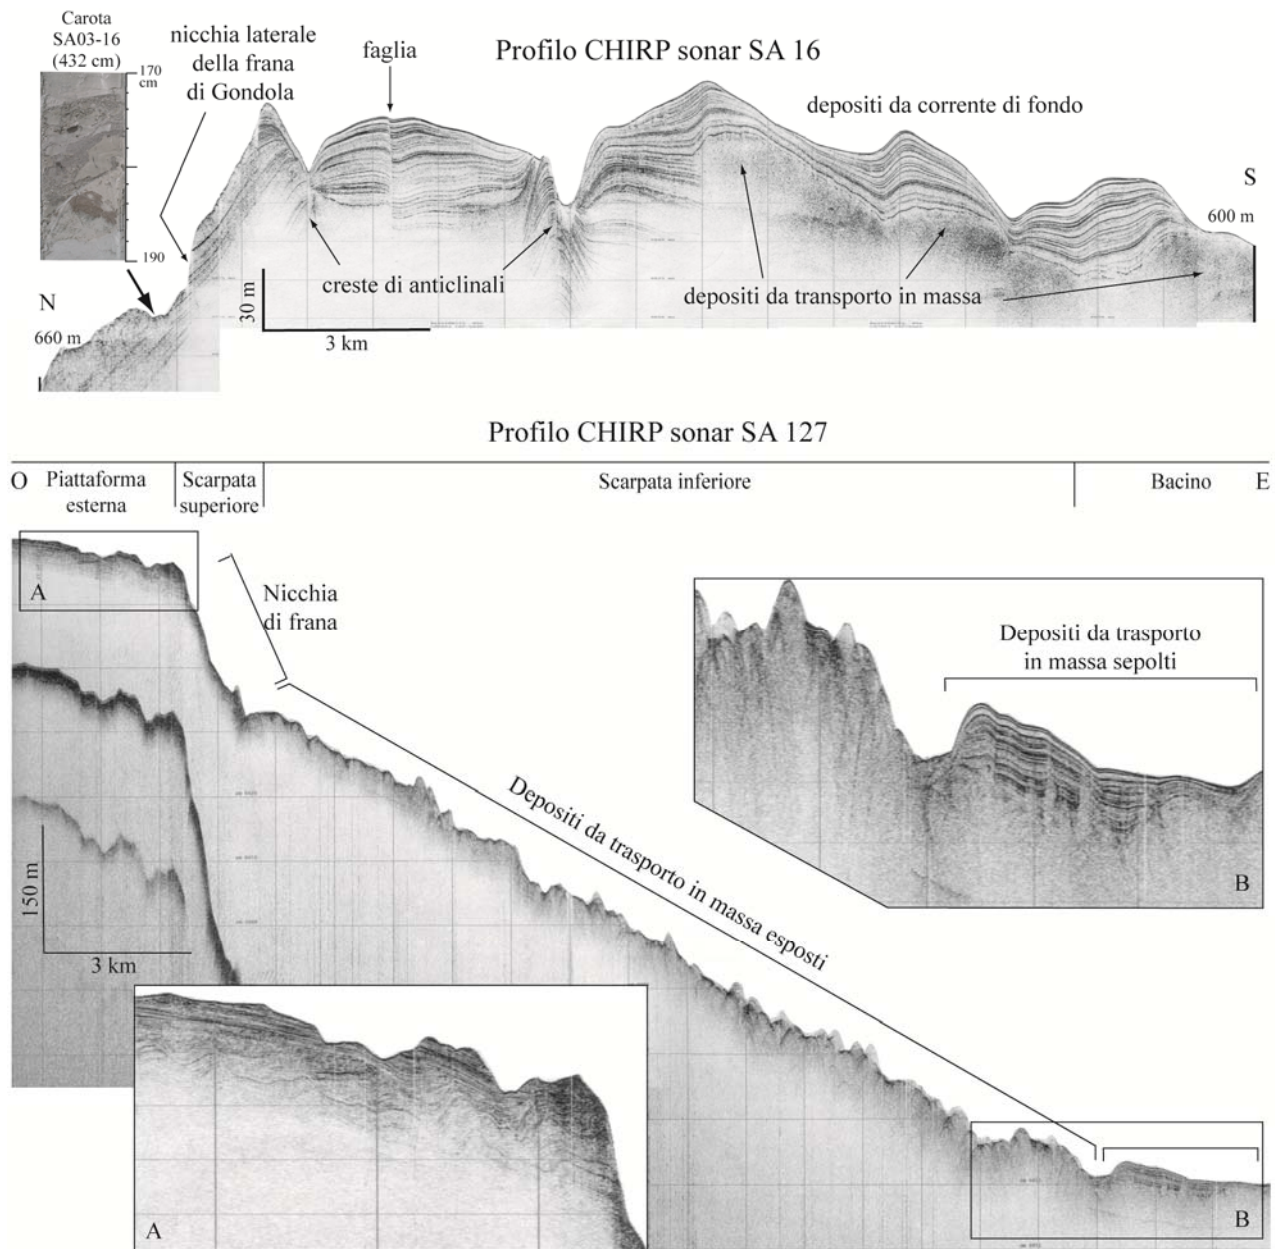 Carota
SA03-16
(432 cm)
170
cm
190
nicchia laterale
della frana
di Gondola
faglia
Profilo CHIRP sonar SA 16
depositi da corrente di fondo
S
600 m
creste di anticlinali
depositi da transporto in massa
N
660 m
30 m
3 km
Profilo CHIRP sonar SA 127
O
Piattaforma
esterna
Scarpata
superiore
Scarpata inferiore
Bacino
E
A
Nicchia
di frana
Depositi da trasporto
in massa sepolti
B
Depositi da trasporto in massa esposti
150 m
3 km
A
B